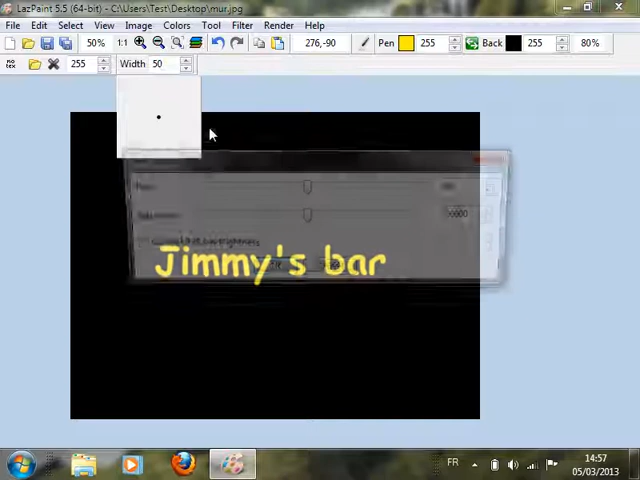 LazPaint 5.5 (64-bit) - C:\Users\Test\Desktop\mur.jpg
File Edit Select View Image Colors Tool Filter Render Help
50% 1:1 276,-90 Pen 255 Back 255 80%
no tex 255 Width 50
Jimmy's bar
FR 14:57
05/03/2013